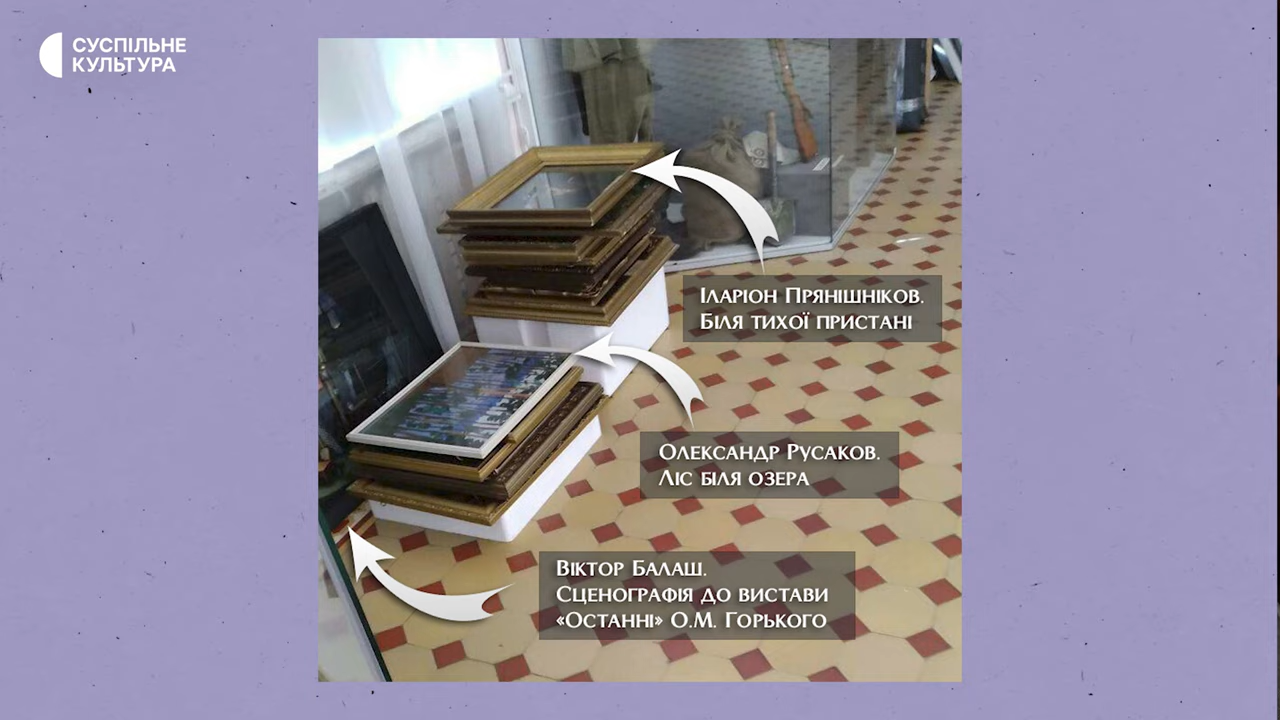 СУСПІЛЬНЕ
КУЛЬТУРА
Іларіон Прянішніков.
Біля тихої пристані
Олександр Русаков.
Ліс біля озера
Віктор Балаш.
Сценографія до вистави
«Останні» О.М. Горького